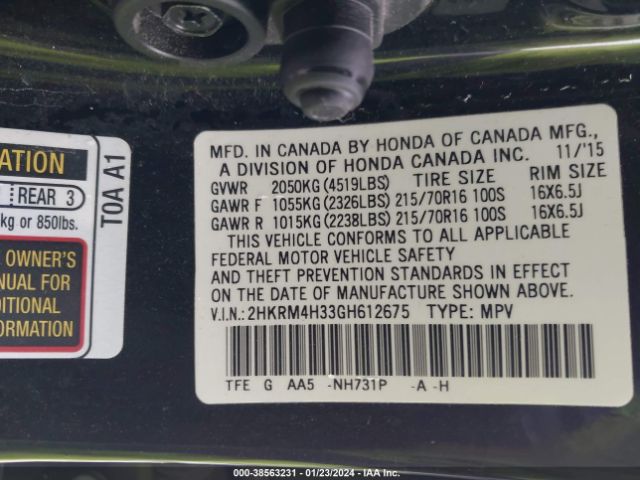 ATION
REAR 3
kg or 850lbs.
OWNER'S
NUAL FOR
DITIONAL
FORMATION
T0A A1
MFD. IN CANADA BY HONDA OF CANADA MFG.,
A DIVISION OF HONDA CANADA INC. 11/'15
GVWR 2050KG (4519LBS) TIRE SIZE RIM SIZE
GAWR F 1055KG (2326LBS) 215/70R16 100S 16X6.5J
GAWR R 1015KG (2238LBS) 215/70R16 100S 16X6.5J
THIS VEHICLE CONFORMS TO ALL APPLICABLE
FEDERAL MOTOR VEHICLE SAFETY
AND THEFT PREVENTION STANDARDS IN EFFECT
ON THE DATE OF MANUFACTURE SHOWN ABOVE.
V.I.N.: 2HKRM4H33GH612675 TYPE: MPV
TFE G AA5 -NH731P -A -H
0-38563231 - 01/23/2024 - IAA Inc.